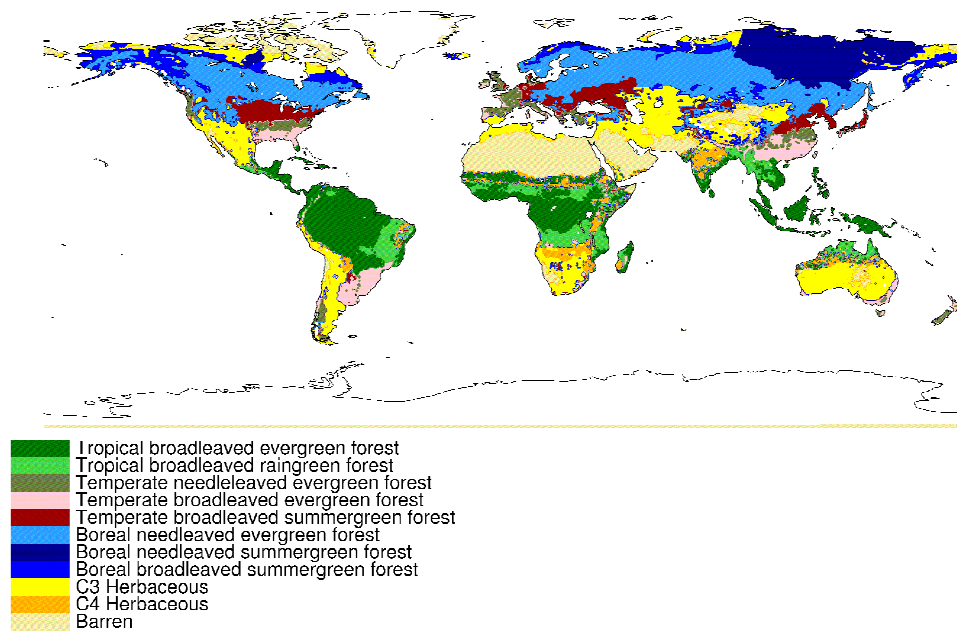 Tropical broadleaved evergreen forest
Tropical broadleaved raingreen forest
Temperate needleleaved evergreen forest
Temperate broadleaved evergreen forest
Temperate broadleaved summergreen forest
Boreal needleaved evergreen forest
Boreal needleaved summergreen forest
Boreal broadleaved summergreen forest
C3 Herbaceous
C4 Herbaceous
Barren